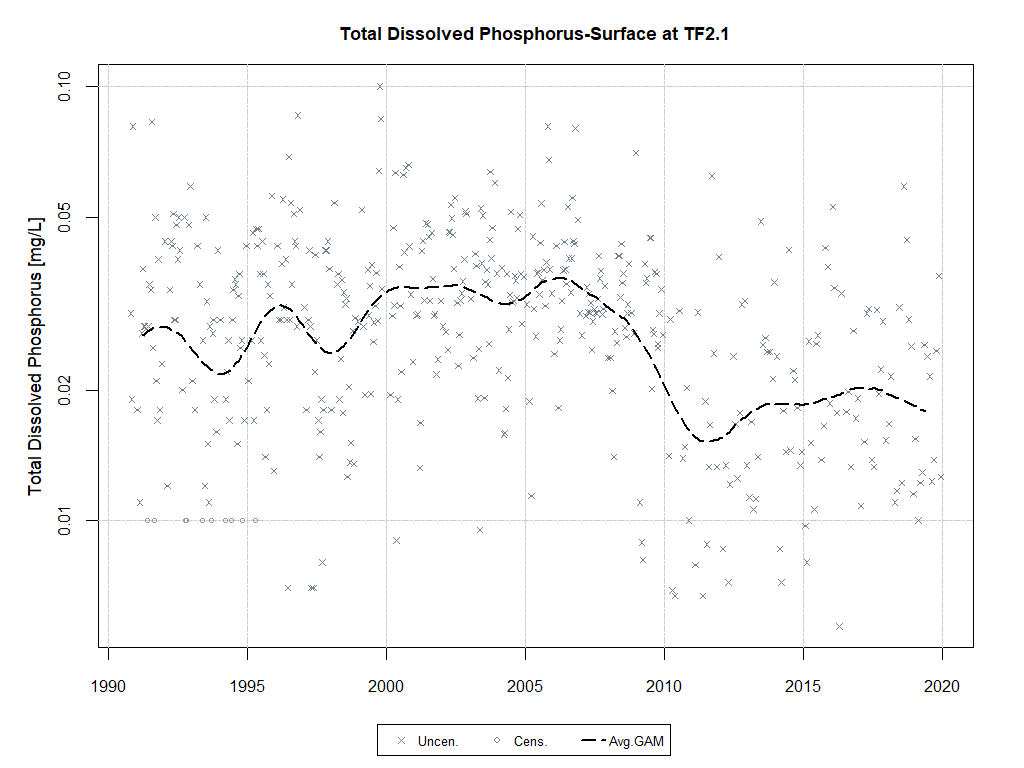 Total Dissolved Phosphorus-Surface at TF2.1
Total Dissolved Phosphorus [mg/L]
0.10
0.05
0.02
0.01
1990 1995 2000 2005 2010 2015 2020
Uncen. Cens. Avg.GAM